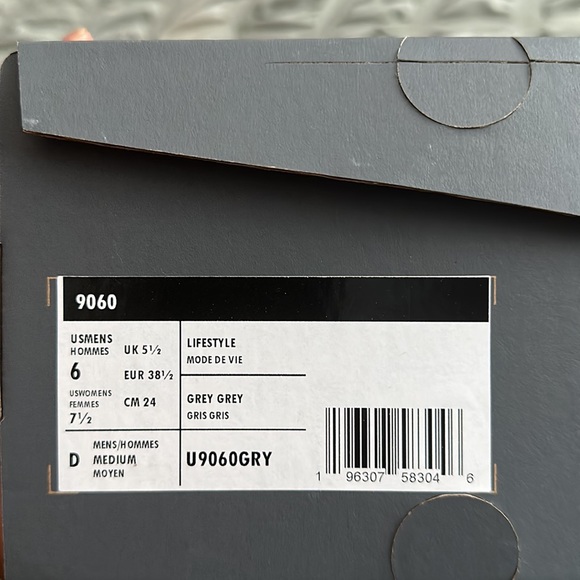 9060
USMENS
HOMMES
6
UK 5½
EUR 38½
USWOMENS
FEMMES
7½
CM 24
LIFESTYLE
MODE DE VIE
GREY GREY
GRIS GRIS
D
MENS/HOMMES
MEDIUM
MOYEN
U9060GRY
1 96307 58304 6